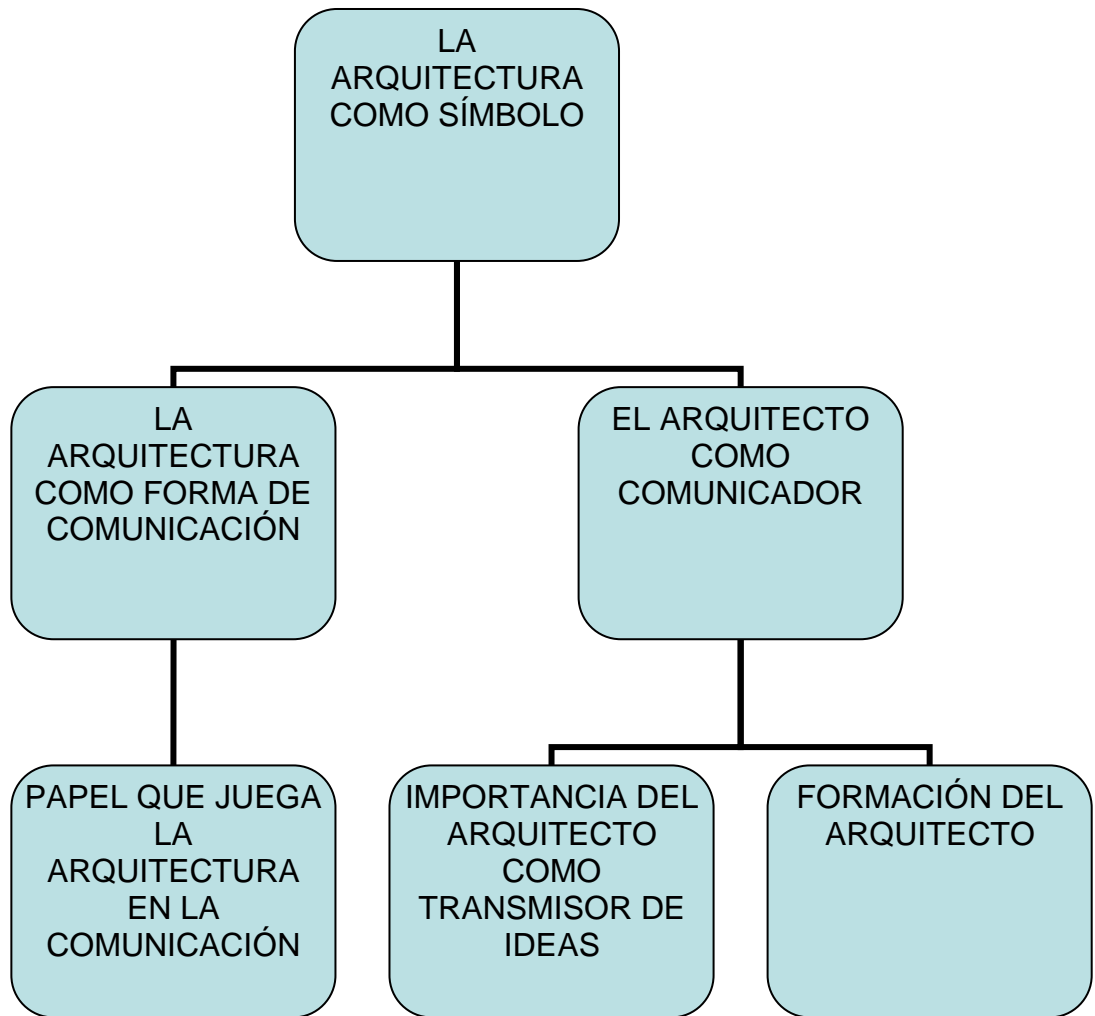 LA
ARQUITECTURA
COMO SÍMBOLO
LA
ARQUITECTURA
COMO FORMA DE
COMUNICACIÓN
EL ARQUITECTO
COMO
COMUNICADOR
PAPEL QUE JUEGA
LA
ARQUITECTURA
EN LA
COMUNICACIÓN
IMPORTANCIA DEL
ARQUITECTO
COMO
TRANSMISOR DE
IDEAS
FORMACIÓN DEL
ARQUITECTO